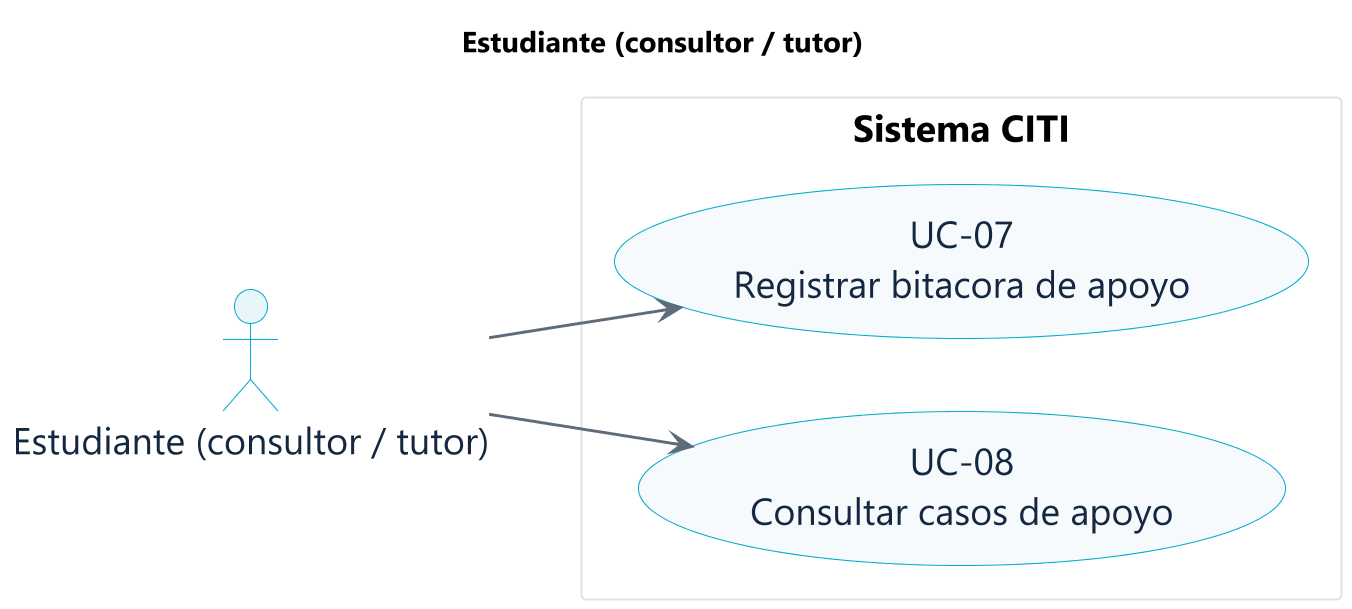 Estudiante (consultor / tutor)
Sistema CITI
UC-07
Registrar bitacora de apoyo
Estudiante (consultor / tutor)
UC-08
Consultar casos de apoyo